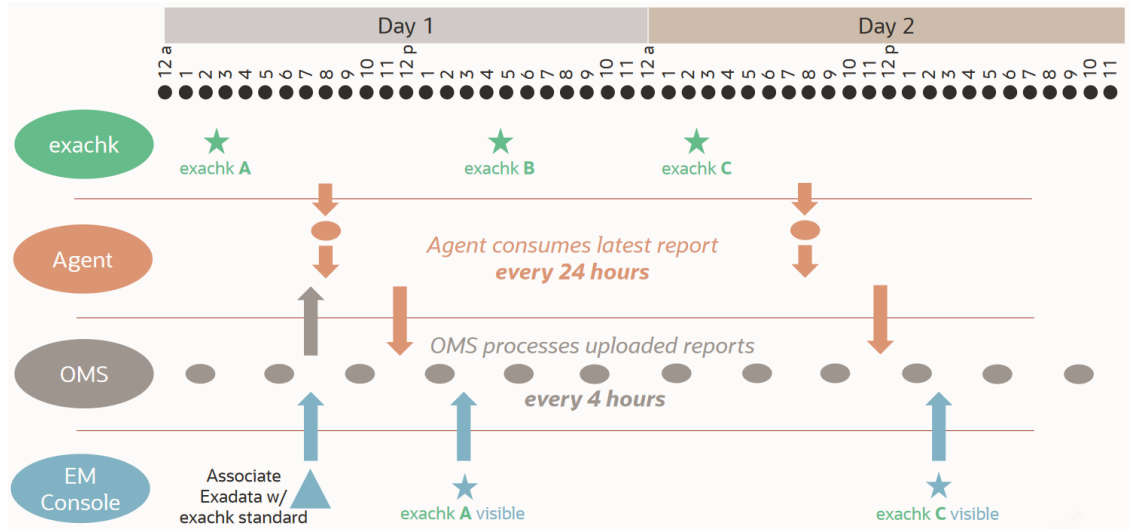 Day 1
Day 2
12 a 1 2 3 4 5 6 7 8 9 10 11 12 p 1 2 3 4 5 6 7 8 9 10 11 12 a 1 2 3 4 5 6 7 8 9 10 11 12 p 1 2 3 4 5 6 7 8 9 10 11
exachk
exachk A
exachk B
exachk C
Agent
Agent consumes latest report
every 24 hours
OMS processes uploaded reports
OMS
every 4 hours
EM
Console
Associate
Exadata w/
exachk standard
exachk A visible
exachk C visible